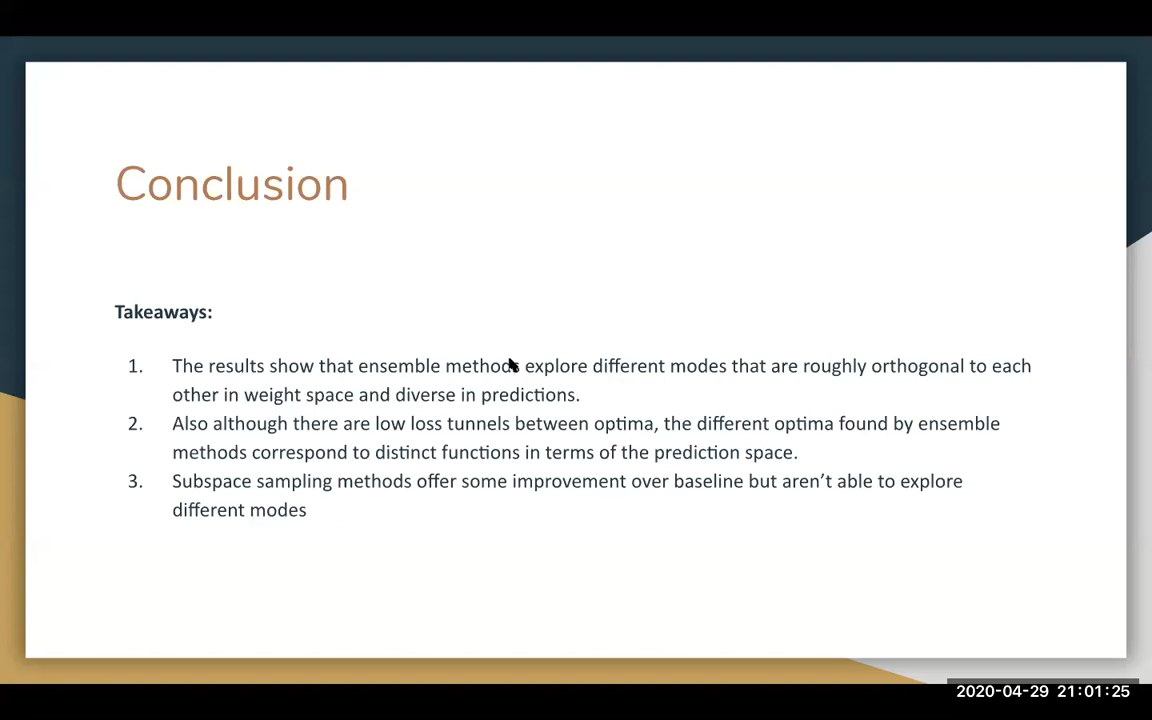 Conclusion
Takeaways:
1. The results show that ensemble methods explore different modes that are roughly orthogonal to each
other in weight space and diverse in predictions.
2. Also although there are low loss tunnels between optima, the different optima found by ensemble
methods correspond to distinct functions in terms of the prediction space.
3. Subspace sampling methods offer some improvement over baseline but aren’t able to explore
different modes
2020-04-29 21:01:25